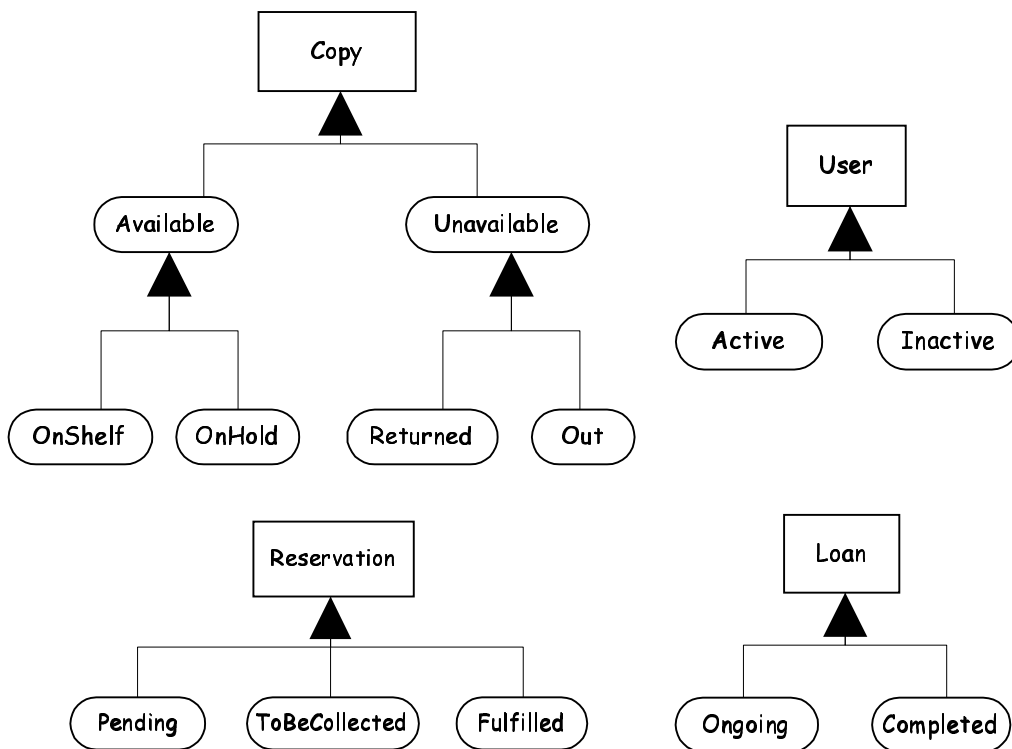 Copy
User
Available
Unavailable
Active
Inactive
OnShelf
OnHold
Returned
Out
Reservation
Loan
Pending
ToBeCollected
Fulfilled
Ongoing
Completed